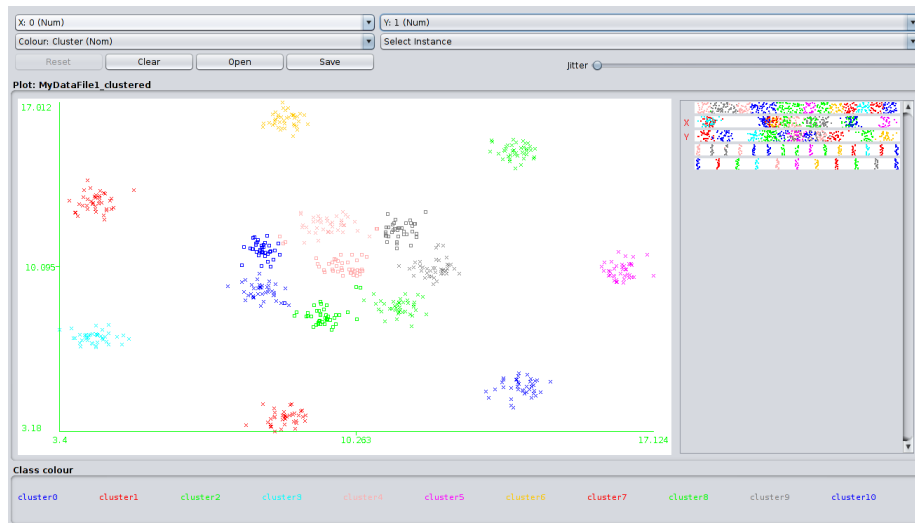 X: 0 (Num) Y: 1 (Num)
Colour: Cluster (Nom) Select Instance
Reset Clear Open Save Jitter
Plot: MyDataFile1_clustered
17.012
X
Y
10.095
3.18
3.4 10.263 17.124
Class colour
cluster0 cluster1 cluster2 cluster3 cluster4 cluster5 cluster6 cluster7 cluster8 cluster9 cluster10